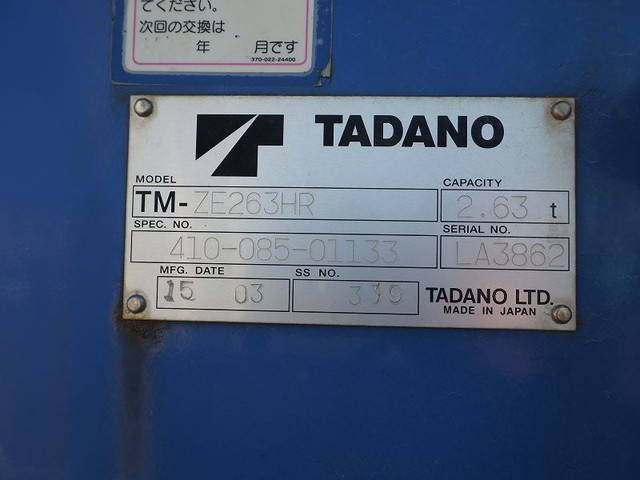 てください。
次回の交換は
年 月です
370-022-24400
TADANO
MODEL
CAPACITY
TM-ZE263HR
2.63 t
SPEC. NO.
SERIAL NO.
410-085-01133
LA3862
MFG. DATE
SS NO.
15 03
339
TADANO LTD.
MADE IN JAPAN